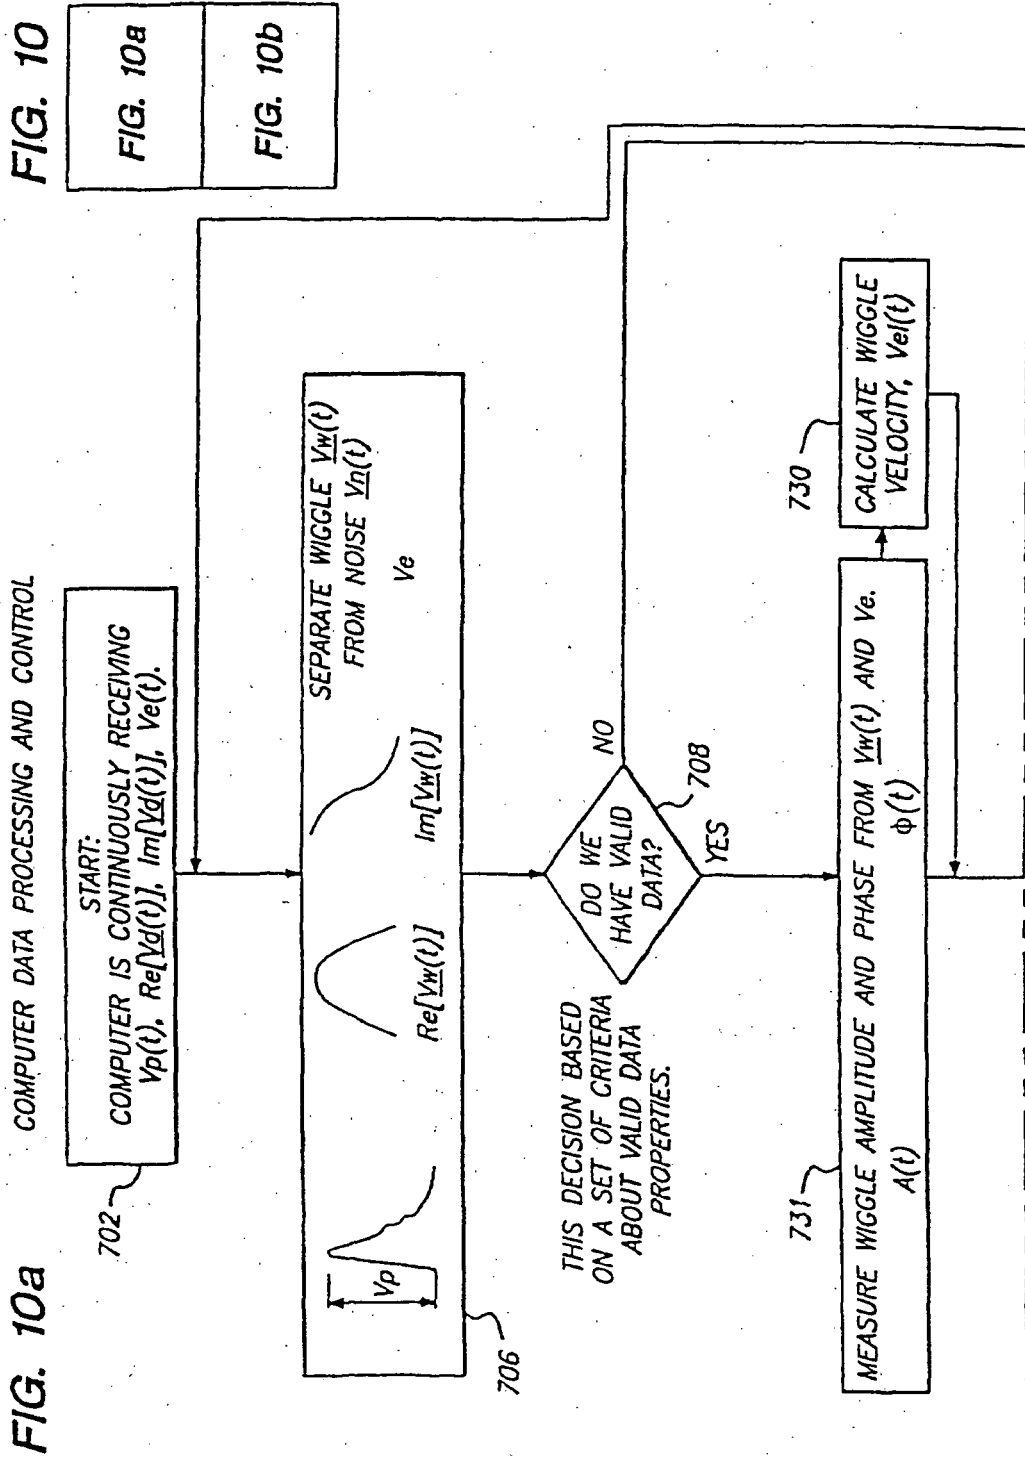 FIG. 10a
COMPUTER DATA PROCESSING AND CONTROL
FIG. 10
FIG. 10a
FIG. 10b
702
START:
COMPUTER IS CONTINUOUSLY RECEIVING
Vp(t), Re[Vd(t)], Im[Vd(t)], Ve(t).
706
Vp
Re[Vw(t)]
Im[Vw(t)]
SEPARATE WIGGLE Vw(t)
FROM NOISE Vn(t)
Ve
THIS DECISION BASED
ON A SET OF CRITERIA
ABOUT VALID DATA
PROPERTIES.
DO WE
HAVE VALID
DATA?
NO
708
YES
731
MEASURE WIGGLE AMPLITUDE AND PHASE FROM Vw(t) AND Ve.
A(t)
ϕ(t)
730
CALCULATE WIGGLE
VELOCITY, Vel(t)